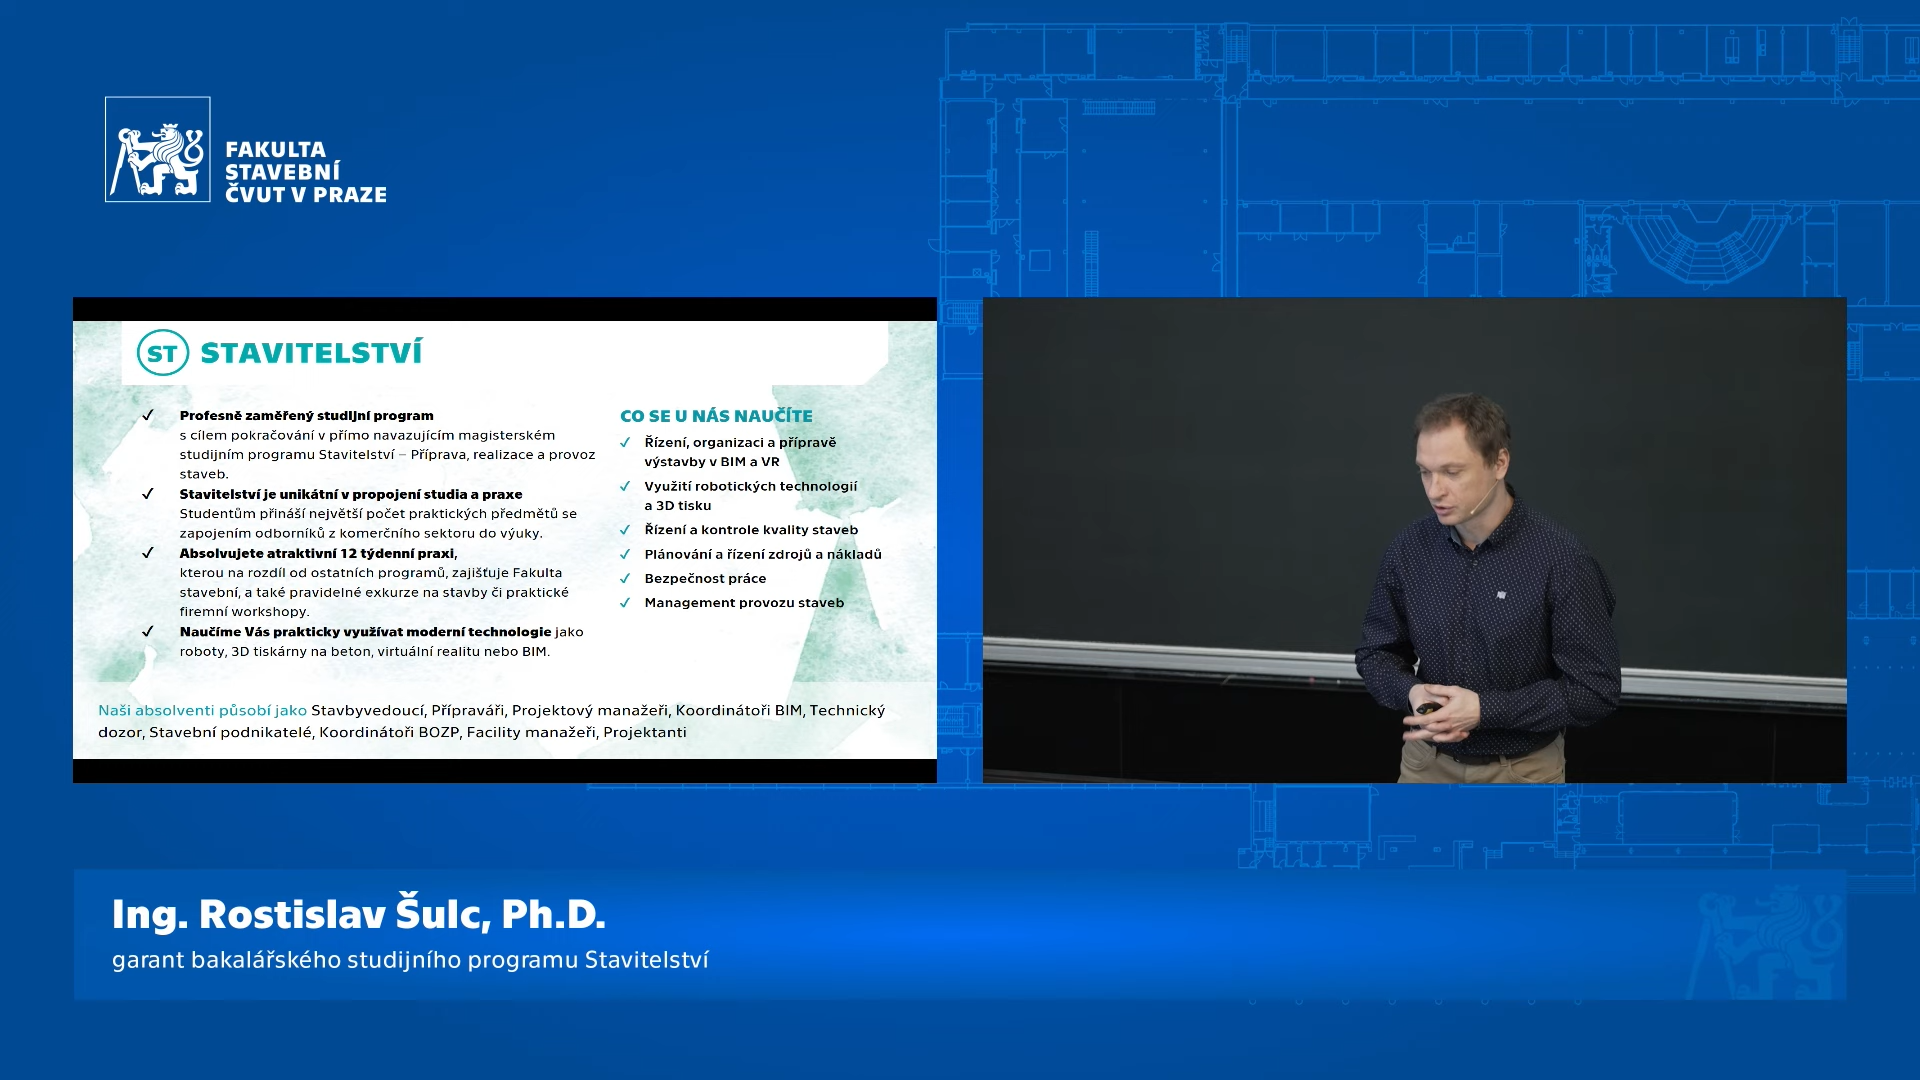 FAKULTA
STAVEBNÍ
ČVUT V PRAZE
ST STAVITELSTVÍ
✓ Profesně zaměřený studijní program
s cílem pokračování v přímo navazujícím magisterském
studijním programu Stavitelství – Příprava, realizace a provoz
staveb.
✓ Stavitelství je unikátní v propojení studia a praxe
Studentům přináší největší počet praktických předmětů se
zapojením odborníků z komerčního sektoru do výuky.
✓ Absolvujete atraktivní 12 týdenní praxi,
kterou na rozdíl od ostatních programů, zajišťuje Fakulta
stavební, a také pravidelné exkurze na stavby či praktické
firemní workshopy.
✓ Naučíme Vás prakticky využívat moderní technologie jako
roboty, 3D tiskárny na beton, virtuální realitu nebo BIM.
CO SE U NÁS NAUČÍTE
✓ Řízení, organizaci a přípravě
výstavby v BIM a VR
✓ Využití robotických technologií
a 3D tisku
✓ Řízení a kontrole kvality staveb
✓ Plánování a řízení zdrojů a nákladů
✓ Bezpečnost práce
✓ Management provozu staveb
Naši absolventi působí jako Stavbyvedoucí, Přípraváři, Projektový manažeři, Koordinátoři BIM, Technický
dozor, Stavební podnikatelé, Koordinátoři BOZP, Facility manažeři, Projektanti
Ing. Rostislav Šulc, Ph.D.
garant bakalářského studijního programu Stavitelství